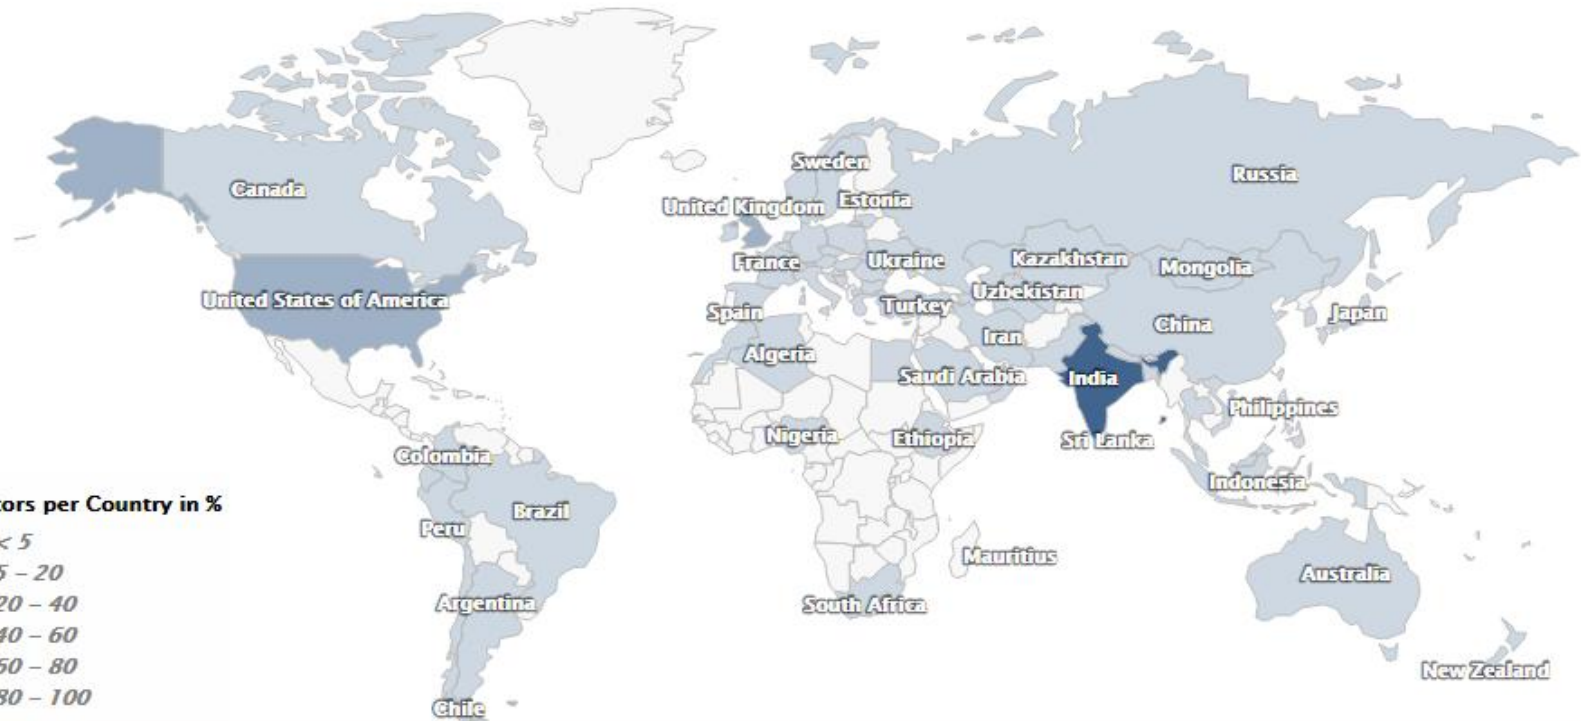 Sweden
Russia
Canada
United Kingdom
Estonia
France
Ukraine
Kazakhstan
Mongolia
United States of America
Uzbekistan
Spain
Turkey
Japan
China
Iran
Algeria
Saudi Arabia
India
Philippines
Nigeria
Ethiopia
Sri Lanka
Colombia
Indonesia
tors per Country in %
Brazil
Peru
< 5
Mauritius
5 – 20
Australia
20 – 40
Argentina
South Africa
40 – 60
60 – 80
New Zealand
80 – 100
Chile